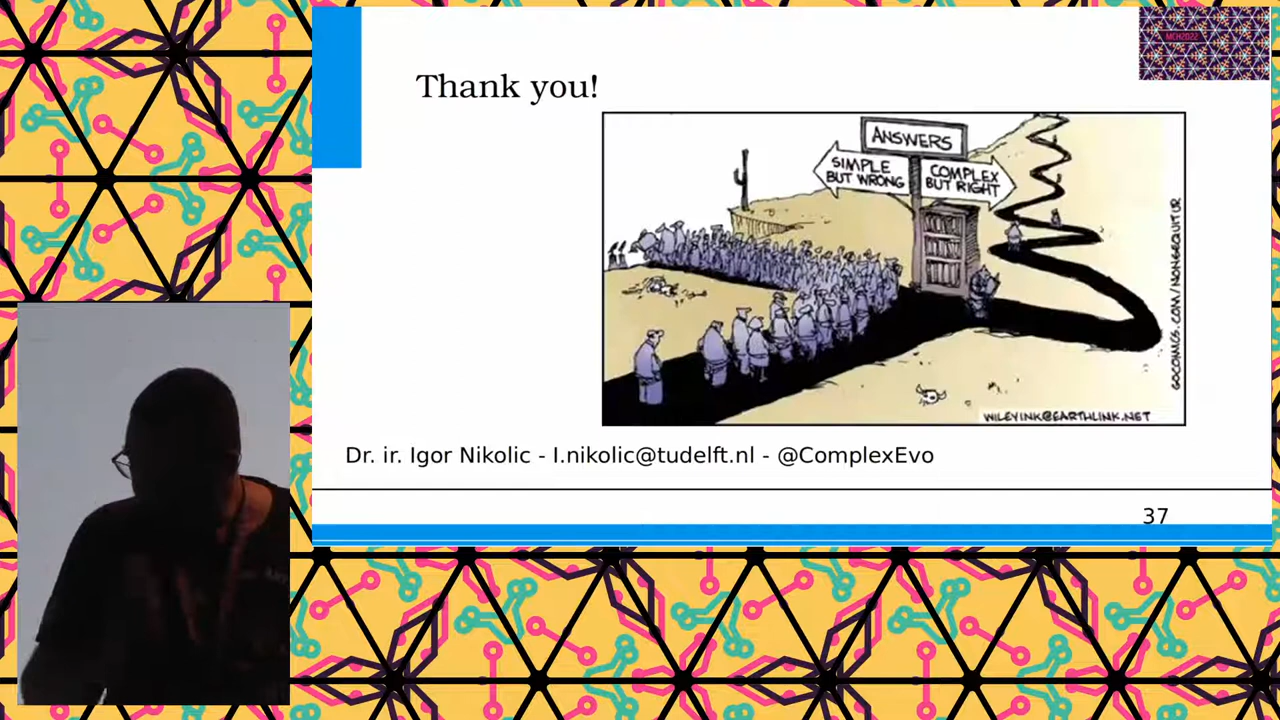 MCH2022
Thank you!
ANSWERS
SIMPLE
BUT WRONG
COMPLEX
BUT RIGHT
GOCOMICS.COM/NONSEQUITUR
WILEYINK@EARTHLINK.NET
Dr. ir. Igor Nikolic - I.nikolic@tudelft.nl - @ComplexEvo
37